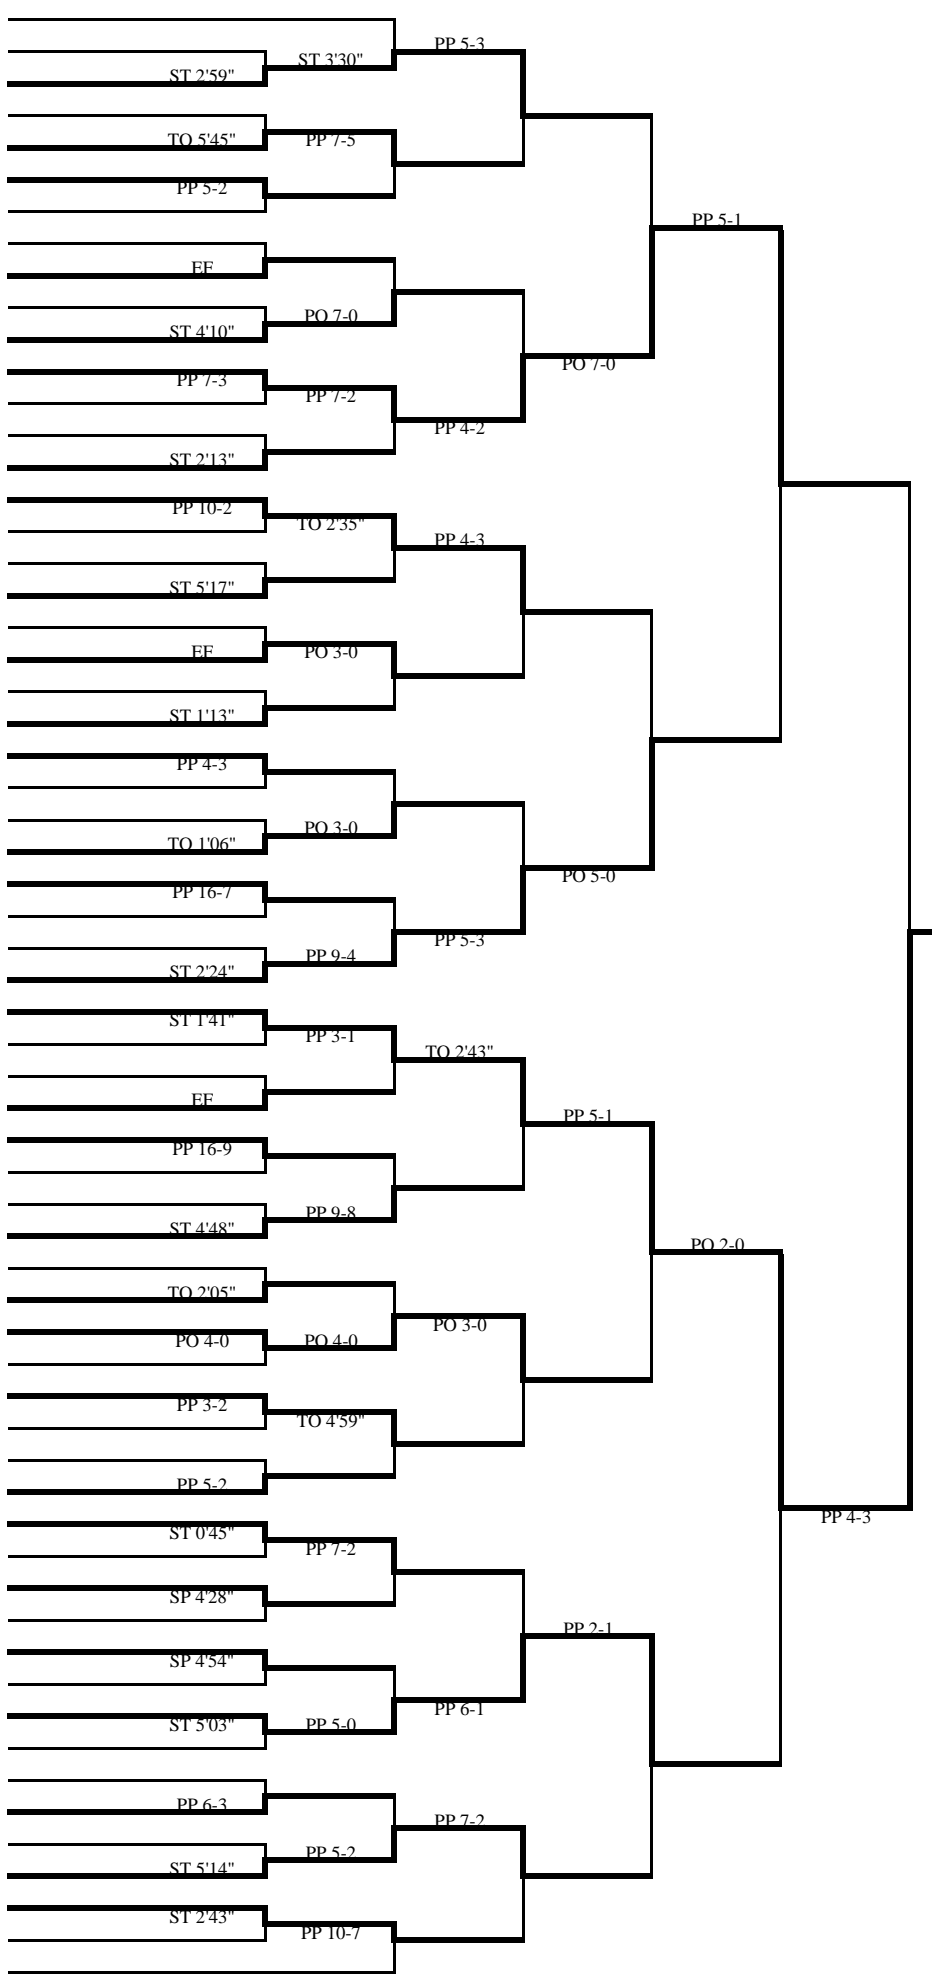 PP 5-3
ST 3'30"
ST 2'59"
TO 5'45"
PP 7-5
PP 5-2
PP 5-1
EF
PO 7-0
ST 4'10"
PO 7-0
PP 7-3
PP 7-2
PP 4-2
ST 2'13"
PP 10-2
TO 2'35"
PP 4-3
ST 5'17"
EF
PO 3-0
ST 1'13"
PP 4-3
PO 3-0
TO 1'06"
PO 5-0
PP 16-7
PP 5-3
PP 9-4
ST 2'24"
ST 1'41"
PP 3-1
TO 2'43"
EF
PP 5-1
PP 16-9
PP 9-8
ST 4'48"
PO 2-0
TO 2'05"
PO 3-0
PO 4-0
PO 4-0
PP 3-2
TO 4'59"
PP 5-2
PP 4-3
ST 0'45"
PP 7-2
SP 4'28"
PP 2-1
SP 4'54"
PP 6-1
ST 5'03"
PP 5-0
PP 6-3
PP 7-2
PP 5-2
ST 5'14"
ST 2'43"
PP 10-7